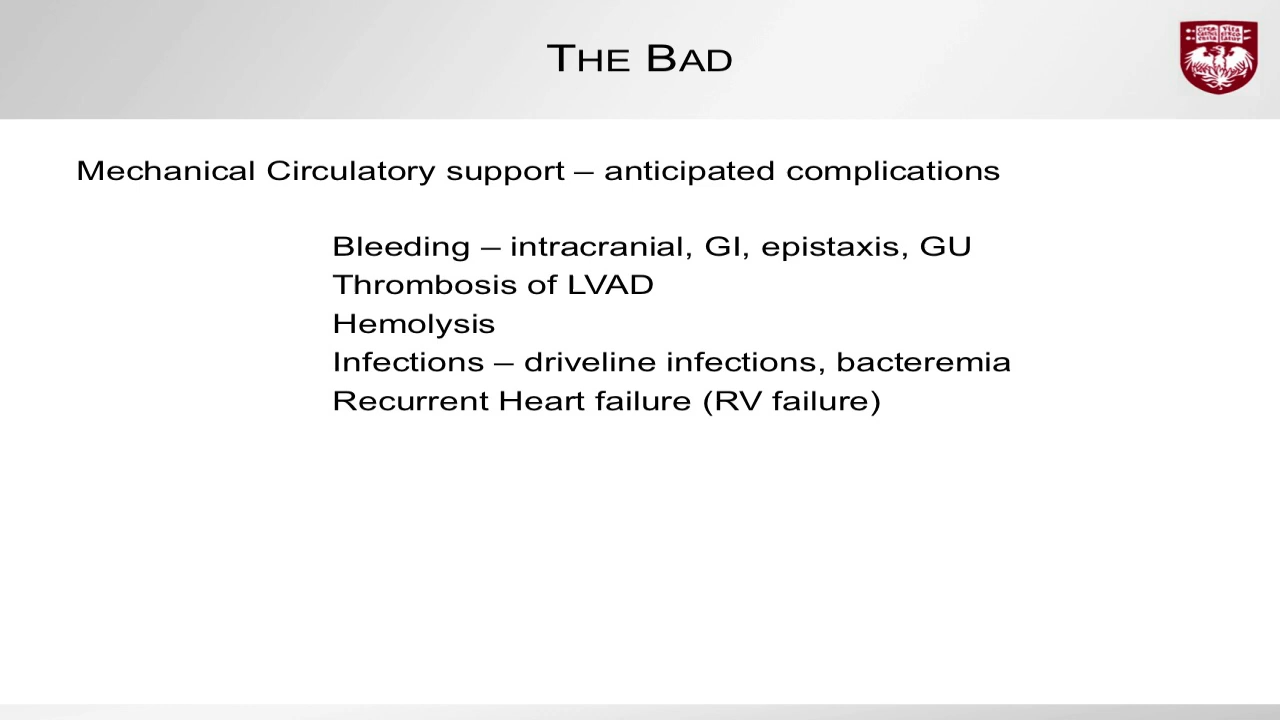 THE BAD
Mechanical Circulatory support – anticipated complications
Bleeding – intracranial, GI, epistaxis, GU
Thrombosis of LVAD
Hemolysis
Infections – driveline infections, bacteremia
Recurrent Heart failure (RV failure)